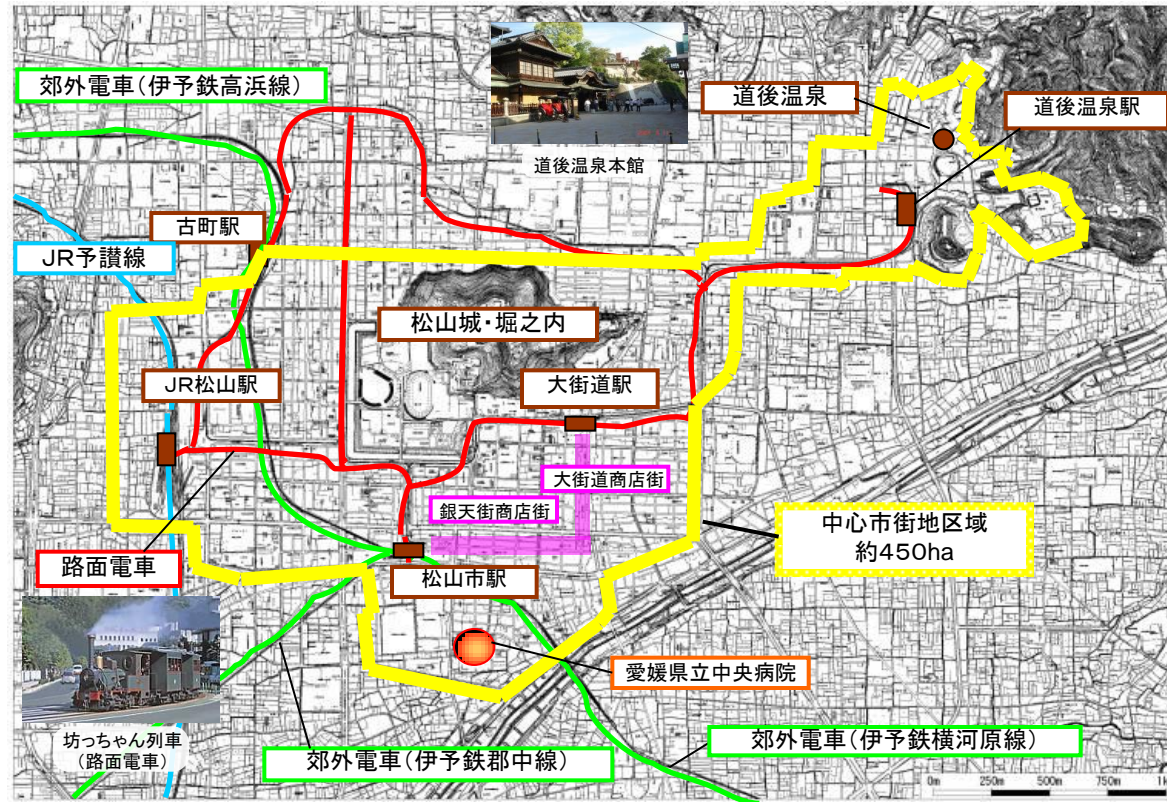 郊外電車(伊予鉄高浜線)
道後温泉
道後温泉駅
道後温泉本館
古町駅
JR予讃線
松山城・堀之内
JR松山駅
大街道駅
大街道商店街
銀天街商店街
中心市街地区域
約450ha
路面電車
松山市駅
愛媛県立中央病院
坊っちゃん列車
(路面電車)
郊外電車(伊予鉄郡中線)
郊外電車(伊予鉄横河原線)
0m 250m 500m 750m